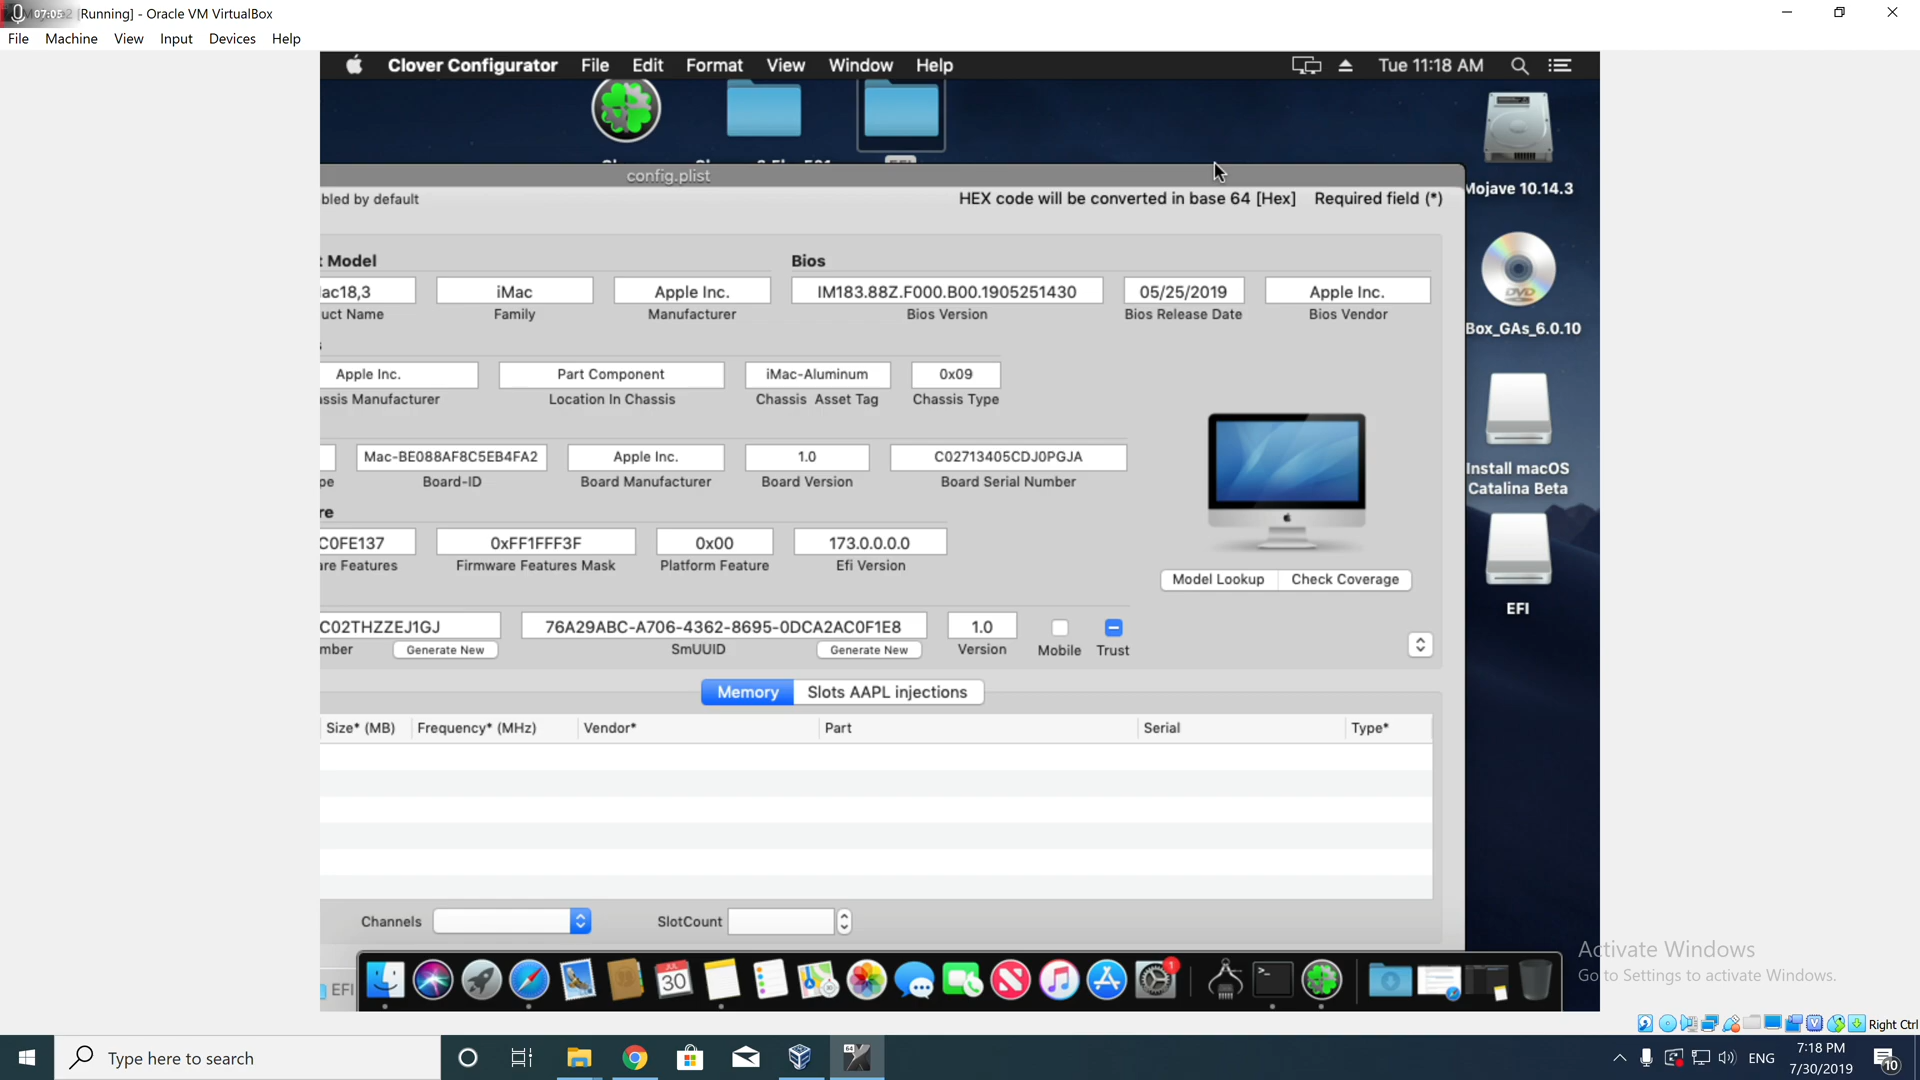 07:05
[Running] - Oracle VM VirtualBox
File Machine View Input Devices Help
Clover Configurator File Edit Format View Window Help
Tue 11:18 AM
config.plist
bled by default
HEX code will be converted in base 64 [Hex] Required field (*)
Mojave 10.14.3
Model
Bios
ac18,3 iMac Apple Inc. IM183.88Z.F000.B00.1905251430 05/25/2019 Apple Inc.
uct Name Family Manufacturer Bios Version Bios Release Date Bios Vendor
Box_GAs_6.0.10
DVD
Apple Inc. Part Component iMac-Aluminum 0x09
ssis Manufacturer Location In Chassis Chassis Asset Tag Chassis Type
Mac-BE088AF8C5EB4FA2 Apple Inc. 1.0 C02713405CDJ0PGJA
pe Board-ID Board Manufacturer Board Version Board Serial Number
Install macOS
Catalina Beta
re
C0FE137 0xFF1FFF3F 0x00 173.0.0.0.0
re Features Firmware Features Mask Platform Feature Efi Version
Model Lookup Check Coverage
EFI
C02THZZEJ1GJ 76A29ABC-A706-4362-8695-0DCA2AC0F1E8 1.0
mber Generate New SmUUID Generate New Version Mobile Trust
Memory Slots AAPL injections
Size* (MB) Frequency* (MHz) Vendor* Part Serial Type*
Channels SlotCount
EFI
JUL
30
1
Activate Windows
Go to Settings to activate Windows.
Right Ctrl
Type here to search
64
ENG
7:18 PM
7/30/2019
10